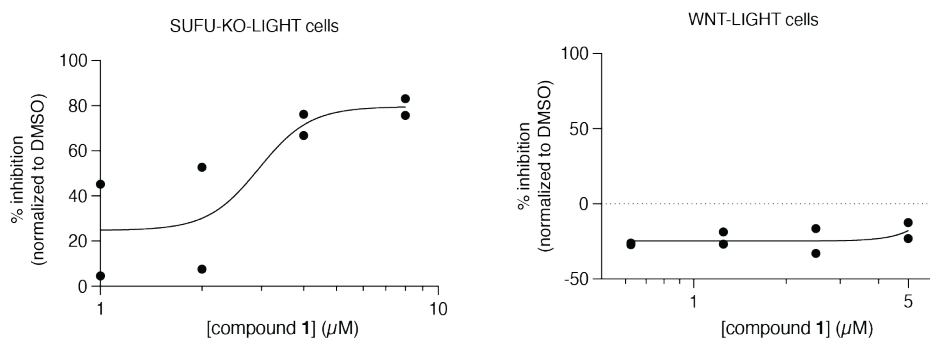 SUFU-KO-LIGHT cells
% inhibition
(normalized to DMSO)
100
80
60
40
20
0
1
10
[compound 1] (µM)
WNT-LIGHT cells
% inhibition
(normalized to DMSO)
100
50
0
-50
1
5
[compound 1] (µM)